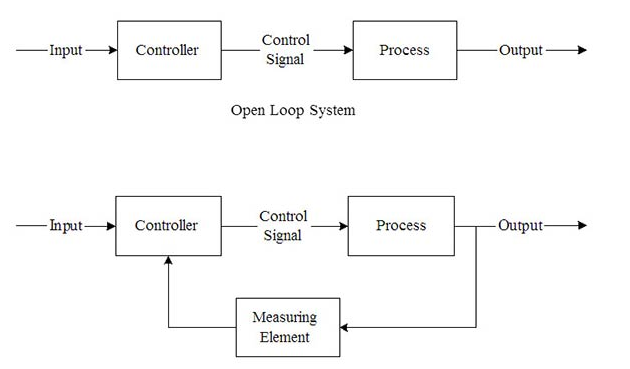 Input Controller Control Signal Process Output
Open Loop System
Input Controller Control Signal Process Output
Measuring
Element